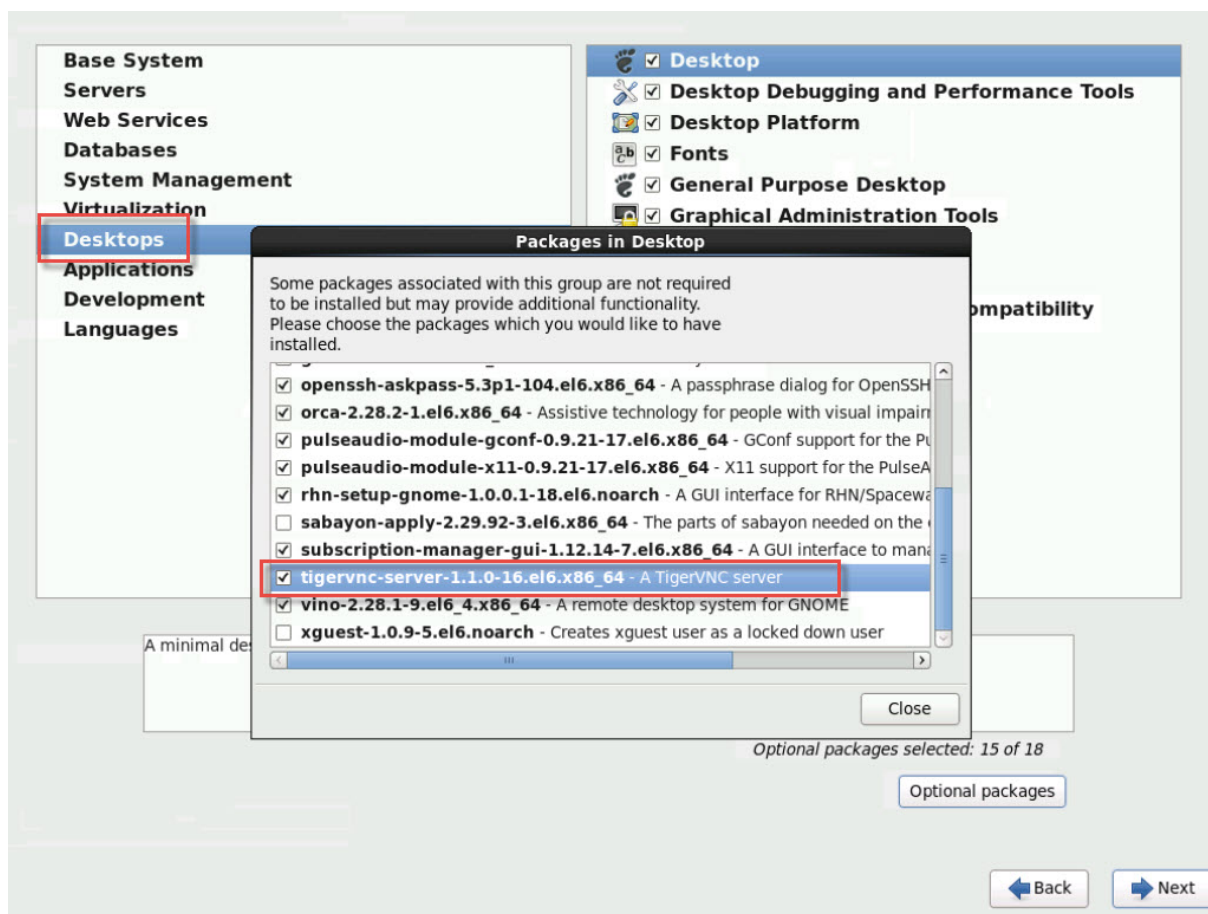 Base System
Servers
Web Services
Databases
System Management
Virtualization
Desktops
Applications
Development
Languages
Desktop
Desktop Debugging and Performance Tools
Desktop Platform
Fonts
General Purpose Desktop
Graphical Administration Tools
ompatibility
Packages in Desktop
Some packages associated with this group are not required
to be installed but may provide additional functionality.
Please choose the packages which you would like to have
installed.
openssh-askpass-5.3p1-104.el6.x86_64 - A passphrase dialog for OpenSSH
orca-2.28.2-1.el6.x86_64 - Assistive technology for people with visual impairr
pulseaudio-module-gconf-0.9.21-17.el6.x86_64 - GConf support for the Pu
pulseaudio-module-x11-0.9.21-17.el6.x86_64 - X11 support for the PulseA
rhn-setup-gnome-1.0.0.1-18.el6.noarch - A GUI interface for RHN/Spacewa
sabayon-apply-2.29.92-3.el6.x86_64 - The parts of sabayon needed on the
subscription-manager-gui-1.12.14-7.el6.x86_64 - A GUI interface to mana
tigervnc-server-1.1.0-16.el6.x86_64 - A TigerVNC server
vino-2.28.1-9.el6_4.x86_64 - A remote desktop system for GNOME
xguest-1.0.9-5.el6.noarch - Creates xguest user as a locked down user
A minimal de
Close
Optional packages selected: 15 of 18
Optional packages
Back
Next